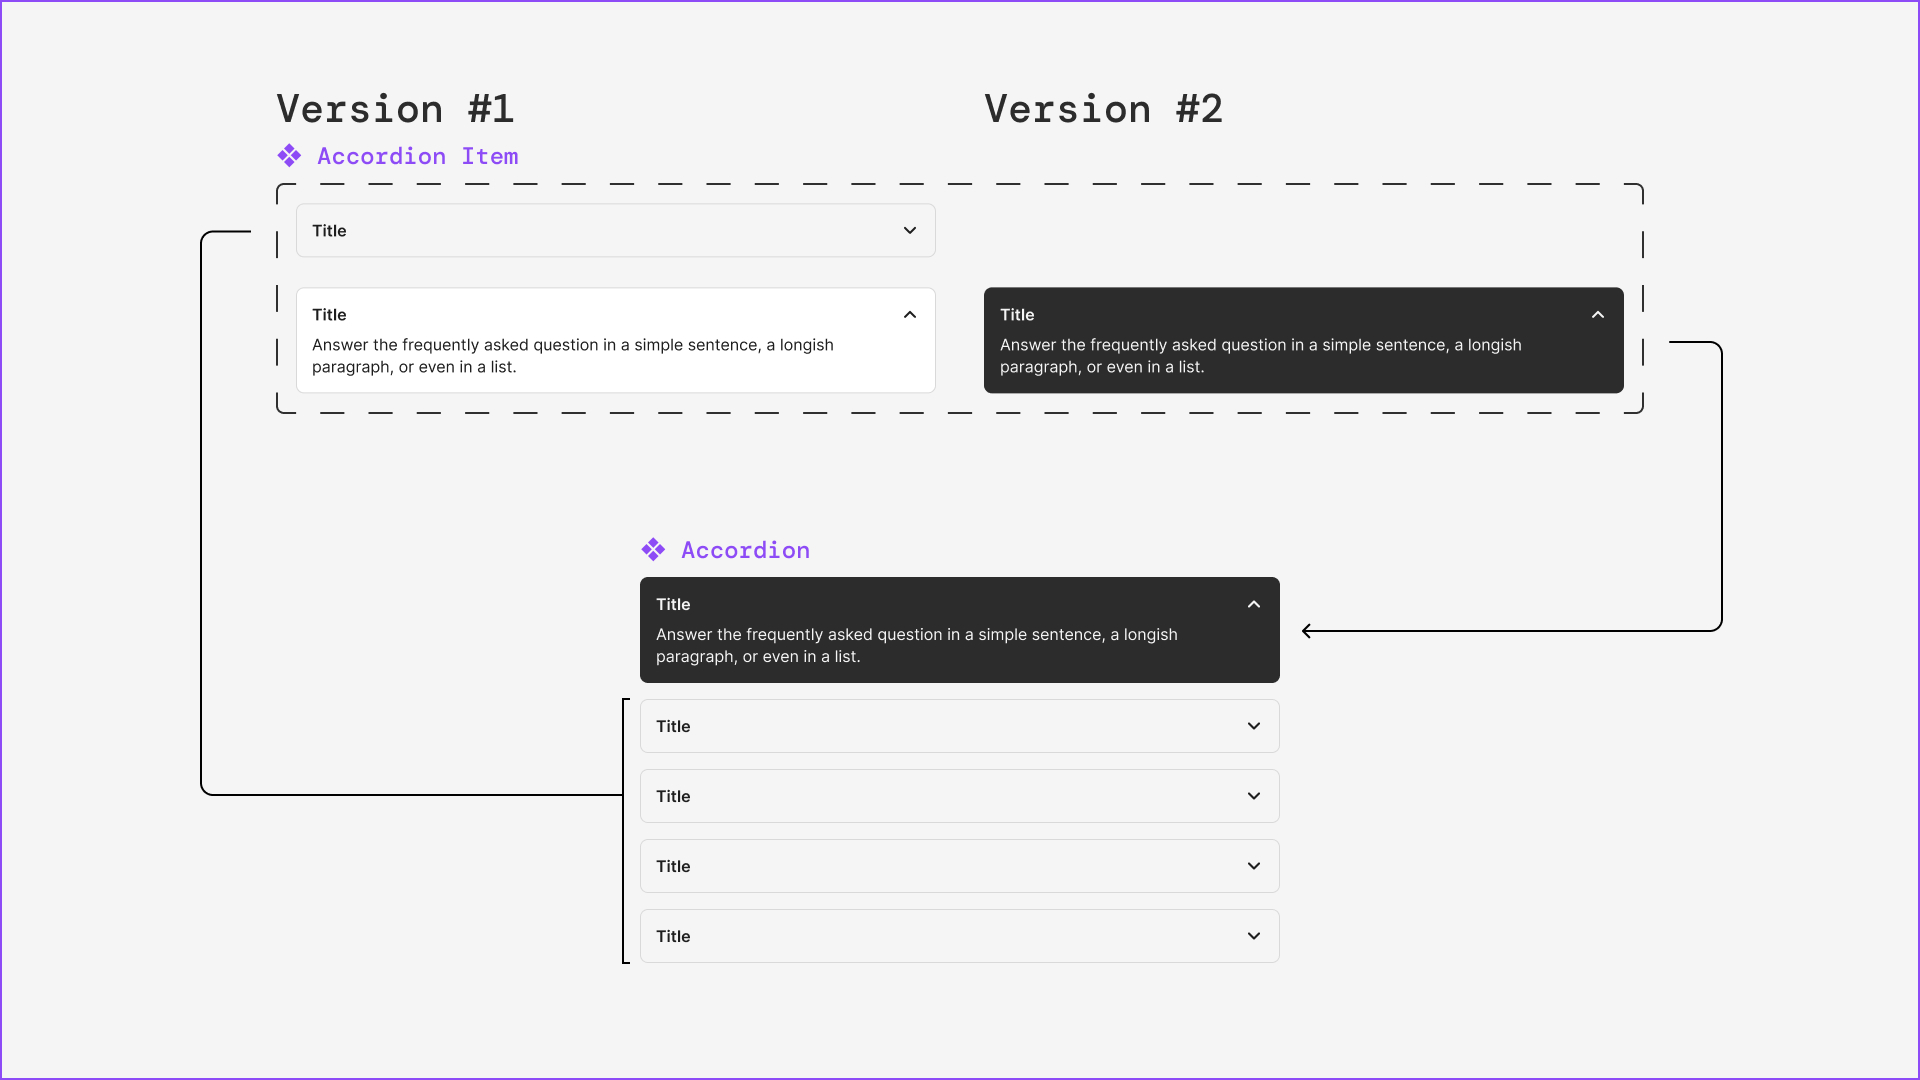 Version #1
Version #2
Accordion Item
Title
Title
Answer the frequently asked question in a simple sentence, a longish
paragraph, or even in a list.
Title
Answer the frequently asked question in a simple sentence, a longish
paragraph, or even in a list.
Accordion
Title
Answer the frequently asked question in a simple sentence, a longish
paragraph, or even in a list.
Title
Title
Title
Title